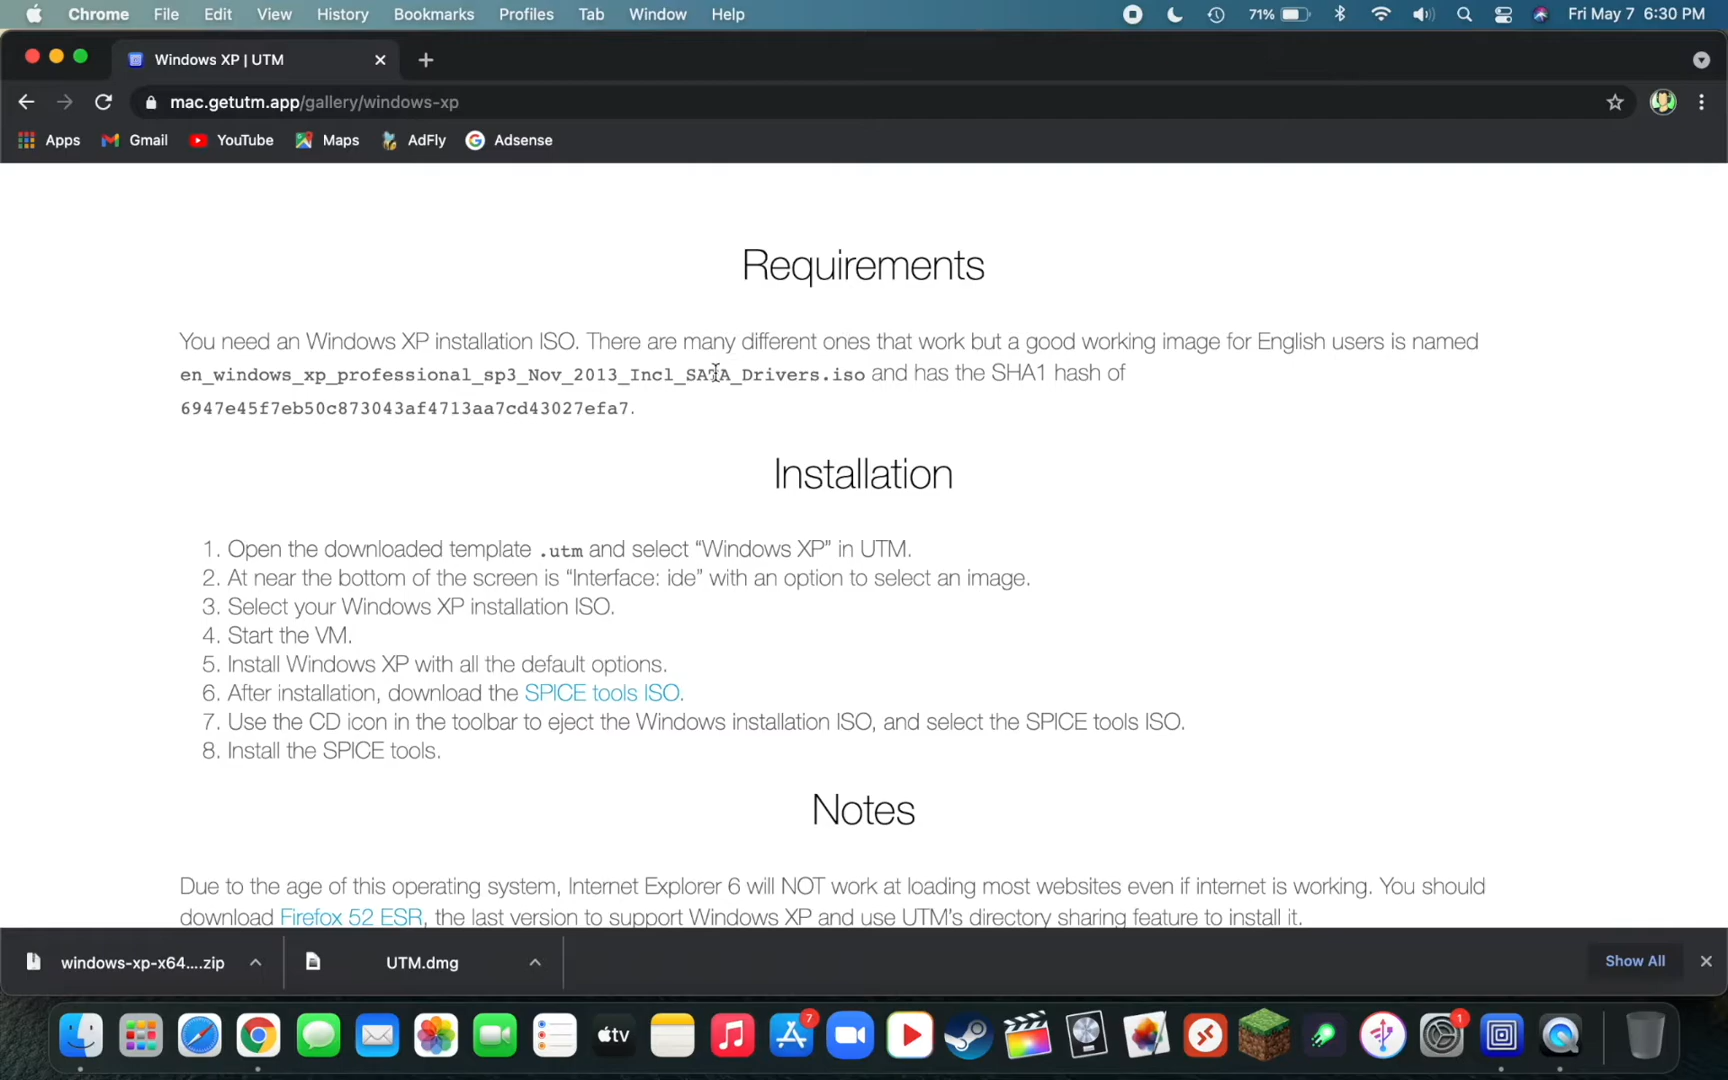 Chrome File Edit View History Bookmarks Profiles Tab Window Help 71% Fri May 7 6:30 PM
Windows XP | UTM
mac.getutm.app/gallery/windows-xp
Apps Gmail YouTube Maps AdFly Adsense
Requirements
You need an Windows XP installation ISO. There are many different ones that work but a good working image for English users is named
en_windows_xp_professional_sp3_Nov_2013_Incl_SATA_Drivers.iso and has the SHA1 hash of
6947e45f7eb50c873043af4713aa7cd43027efa7.
Installation
1. Open the downloaded template .utm and select “Windows XP” in UTM.
2. At near the bottom of the screen is “Interface: ide” with an option to select an image.
3. Select your Windows XP installation ISO.
4. Start the VM.
5. Install Windows XP with all the default options.
6. After installation, download the SPICE tools ISO.
7. Use the CD icon in the toolbar to eject the Windows installation ISO, and select the SPICE tools ISO.
8. Install the SPICE tools.
Notes
Due to the age of this operating system, Internet Explorer 6 will NOT work at loading most websites even if internet is working. You should
download Firefox 52 ESR, the last version to support Windows XP and use UTM's directory sharing feature to install it.
windows-xp-x64....zip UTM.dmg Show All
tv 7 1